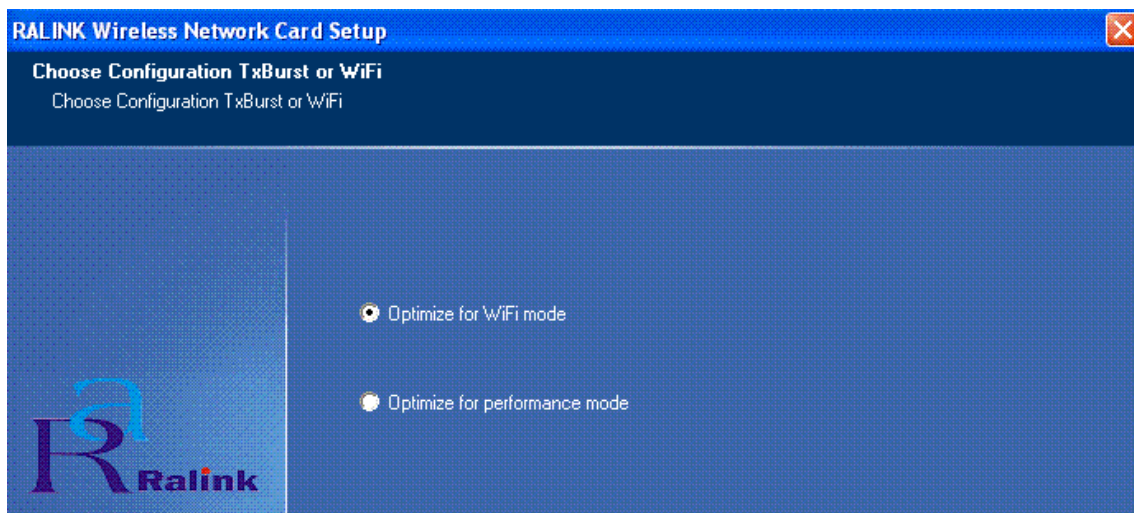 RALINK Wireless Network Card Setup
Choose Configuration TxBurst or WiFi
Choose Configuration TxBurst or WiFi
Optimize for WiFi mode
Optimize for performance mode
Ra
Ralink